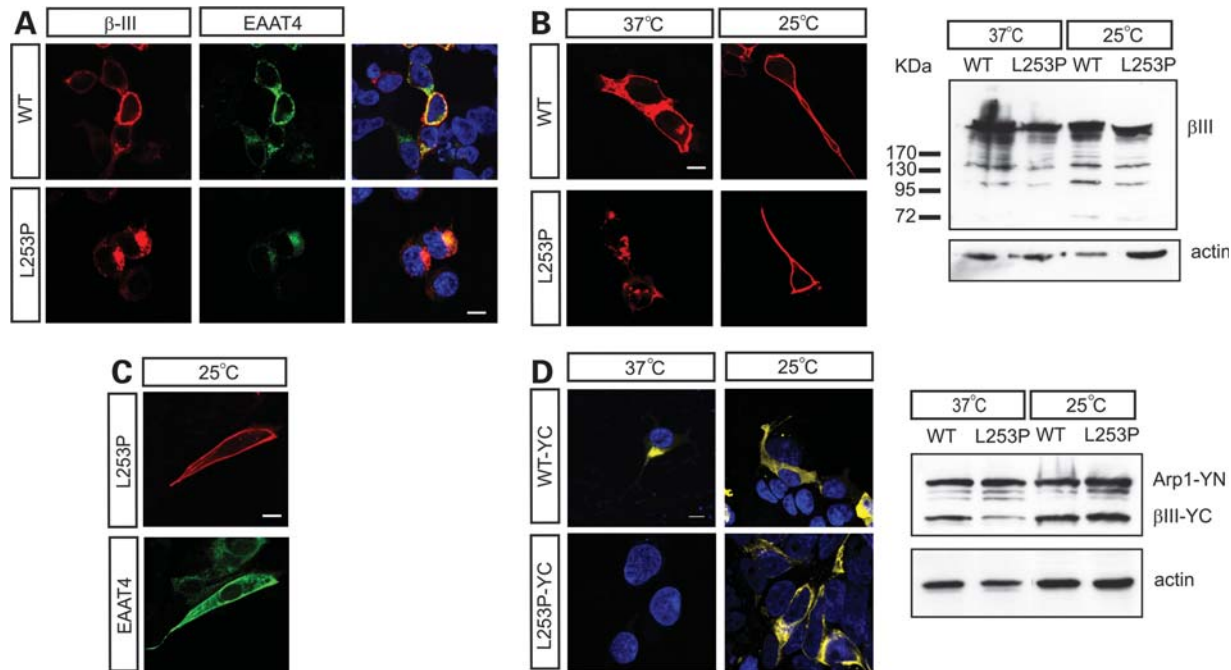 A
β-III
EAAT4
WT
L253P
B
37°C
25°C
WT
L253P
37°C
25°C
KDa
WT
L253P
WT
L253P
170
130
95
72
βIII
actin
C
25°C
L253P
EAAT4
D
37°C
25°C
WT-YC
L253P-YC
37°C
25°C
WT
L253P
WT
L253P
Arp1-YN
βIII-YC
actin